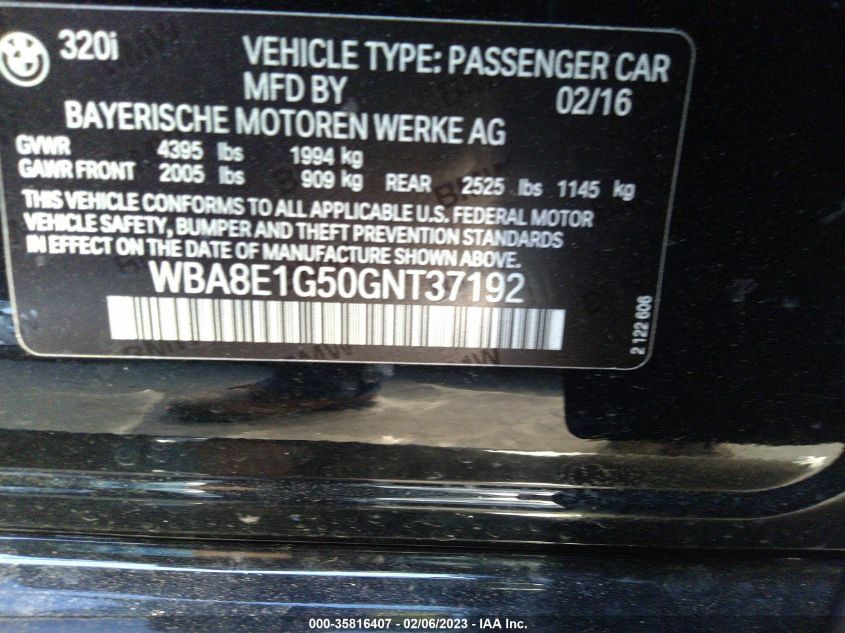 BMW 320i
VEHICLE TYPE: PASSENGER CAR
MFD BY 02/16
BAYERISCHE MOTOREN WERKE AG
GVWR 4395 lbs 1994 kg
GAWR FRONT 2005 lbs 909 kg REAR 2525 lbs 1145 kg
THIS VEHICLE CONFORMS TO ALL APPLICABLE U.S. FEDERAL MOTOR
VEHICLE SAFETY, BUMPER AND THEFT PREVENTION STANDARDS
IN EFFECT ON THE DATE OF MANUFACTURE SHOWN ABOVE.
WBA8E1G50GNT37192
2 122 606
000-35816407 - 02/06/2023 - IAA Inc.